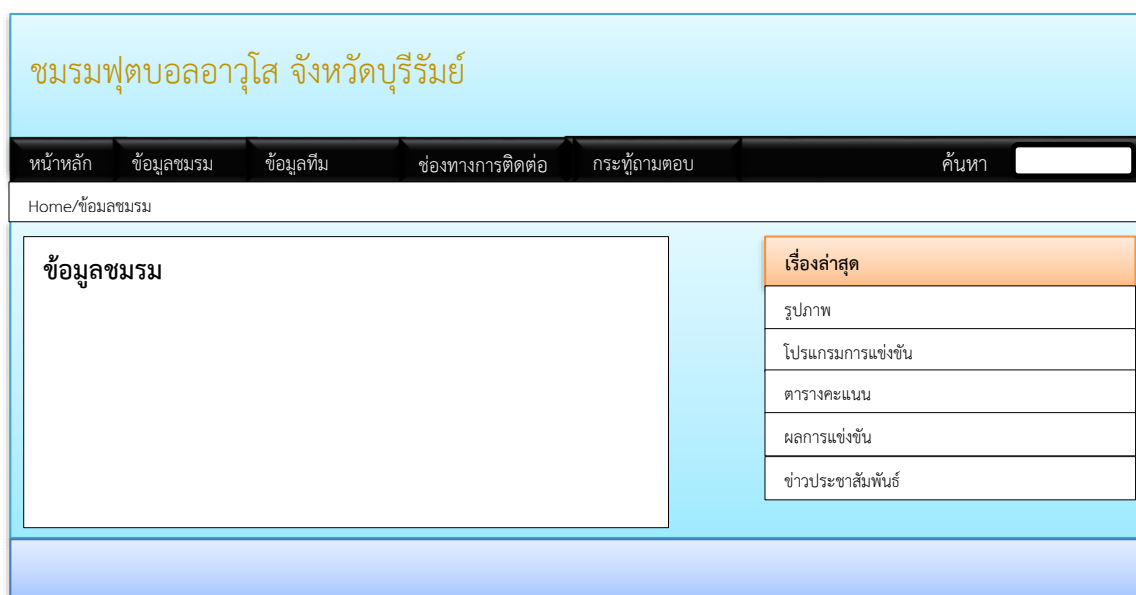 ชมรมฟุตบอลอาวุโส จังหวัดบุรีรัมย์
หน้าหลัก ข้อมูลชมรม ข้อมูลทีม ช่องทางการติดต่อ กระทู้ถามตอบ ค้นหา
Home/ข้อมลชมรม
ข้อมูลชมรม
เรื่องล่าสุด
รูปภาพ
โปรแกรมการแข่งขัน
ตารางคะแนน
ผลการแข่งขัน
ข่าวประชาสัมพันธ์